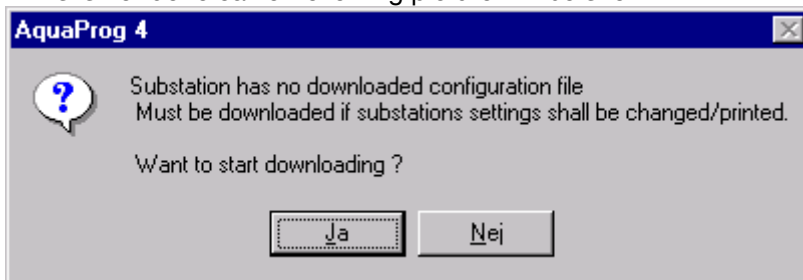 AquaProg 4
Substation has no downloaded configuration file
Must be downloaded if substations settings shall be changed/printed.
Want to start downloading ?
Ja
Nej